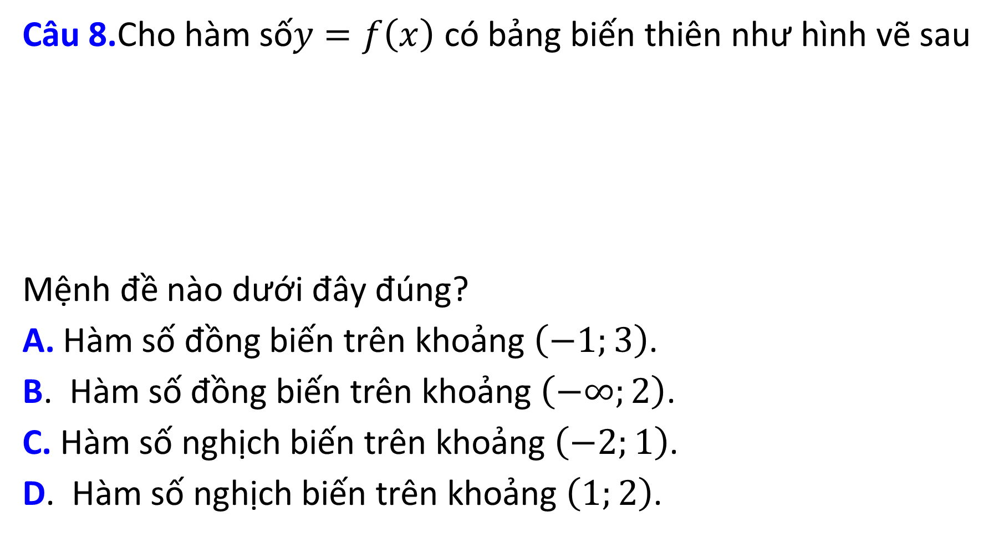 Câu 8.Cho hàm sốy = f(x) có bảng biến thiên như hình vẽ sau
Mệnh đề nào dưới đây đúng?
A. Hàm số đồng biến trên khoảng (−1; 3).
B. Hàm số đồng biến trên khoảng (−∞; 2).
C. Hàm số nghịch biến trên khoảng (−2; 1).
D. Hàm số nghịch biến trên khoảng (1; 2).